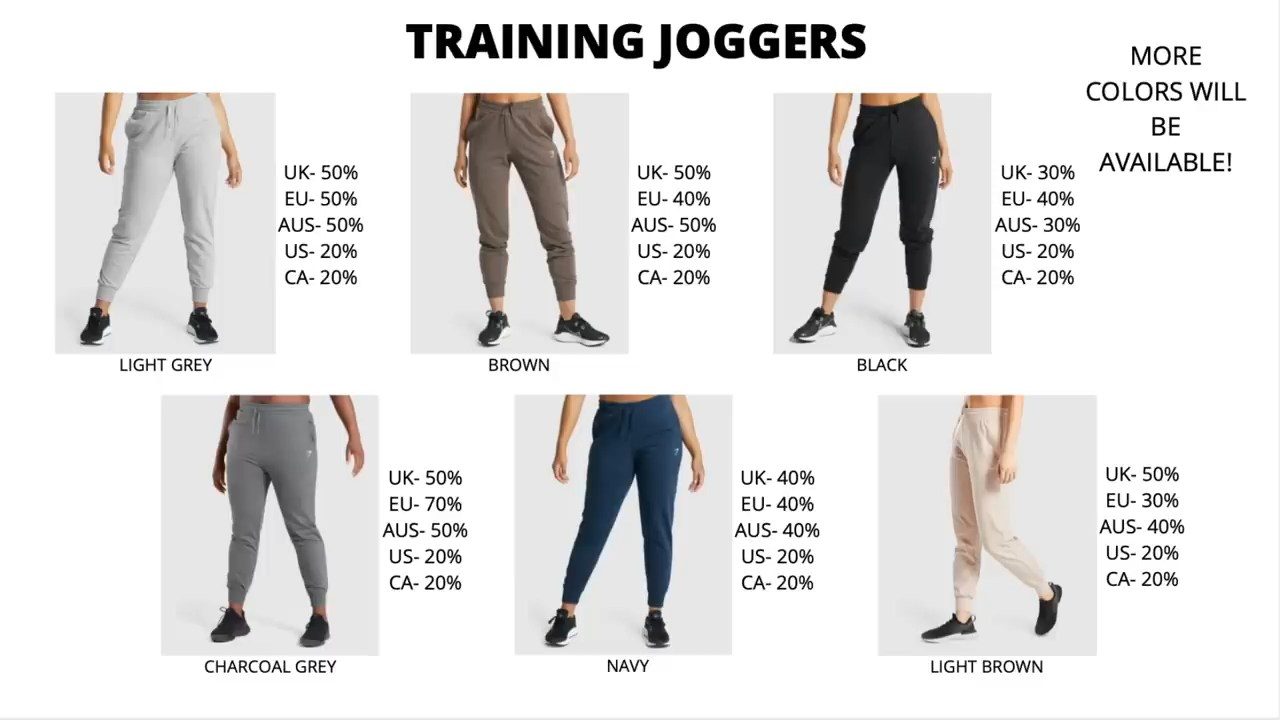 TRAINING JOGGERS
MORE
COLORS WILL
BE
AVAILABLE!
UK- 50%
EU- 50%
AUS- 50%
US- 20%
CA- 20%
LIGHT GREY
UK- 50%
EU- 40%
AUS- 50%
US- 20%
CA- 20%
BROWN
UK- 30%
EU- 40%
AUS- 30%
US- 20%
CA- 20%
BLACK
UK- 50%
EU- 70%
AUS- 50%
US- 20%
CA- 20%
CHARCOAL GREY
UK- 40%
EU- 40%
AUS- 40%
US- 20%
CA- 20%
NAVY
UK- 50%
EU- 30%
AUS- 40%
US- 20%
CA- 20%
LIGHT BROWN